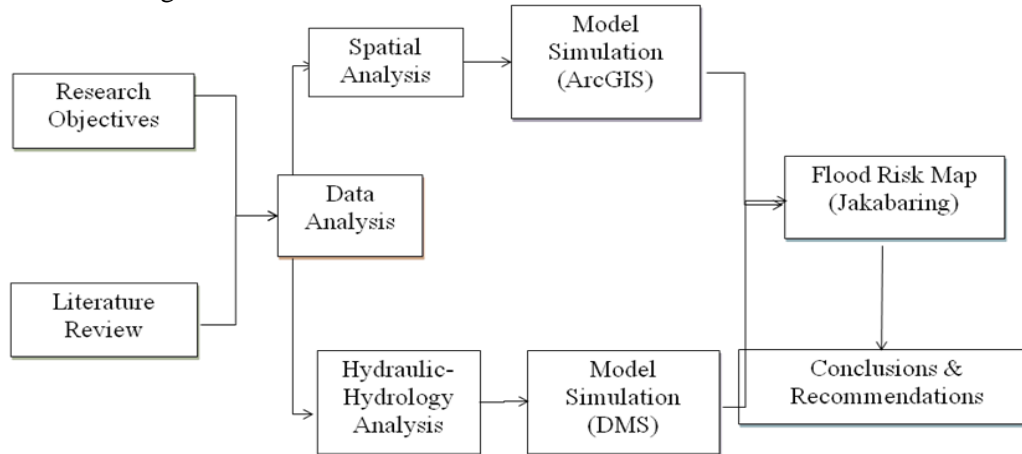 Research
Objectives
Literature
Review
Data
Analysis
Spatial
Analysis
Model
Simulation
(ArcGIS)
Hydraulic-
Hydrology
Analysis
Model
Simulation
(DMS)
Flood Risk Map
(Jakabaring)
Conclusions &
Recommendations